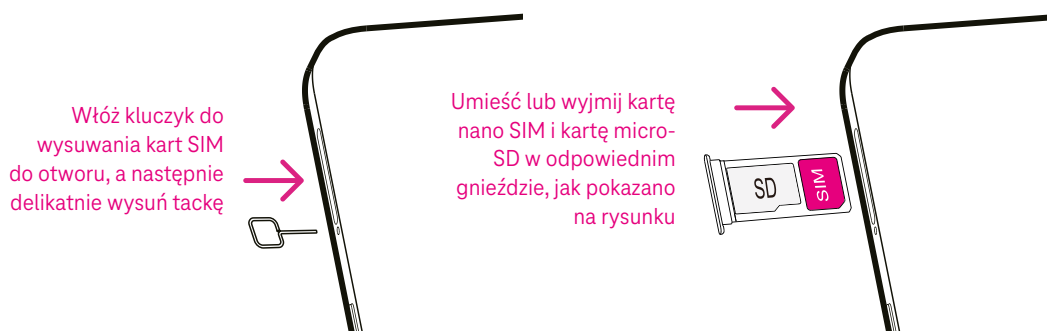 Włóż kluczyk do
wysuwania kart SIM
do otworu, a następnie
delikatnie wysuń tackę
Umieść lub wyjmij kartę
nano SIM i kartę micro-
SD w odpowiednim
gnieździe, jak pokazano
na rysunku
SD
SIM